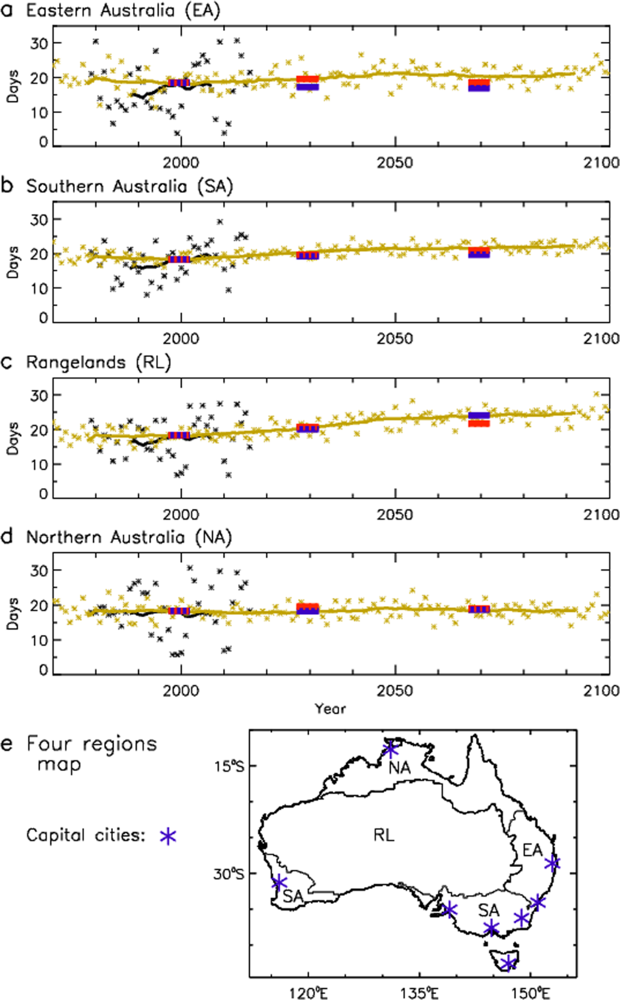 a Eastern Australia (EA)
30
20
10
0
Days
2000 2050 2100
b Southern Australia (SA)
30
20
10
0
Days
2000 2050 2100
c Rangelands (RL)
30
20
10
0
Days
2000 2050 2100
d Northern Australia (NA)
30
20
10
0
Days
2000 2050 2100
Year
e Four regions
map
Capital cities:
15°S
30°S
NA
RL
EA
SA
SA
120°E 135°E 150°E